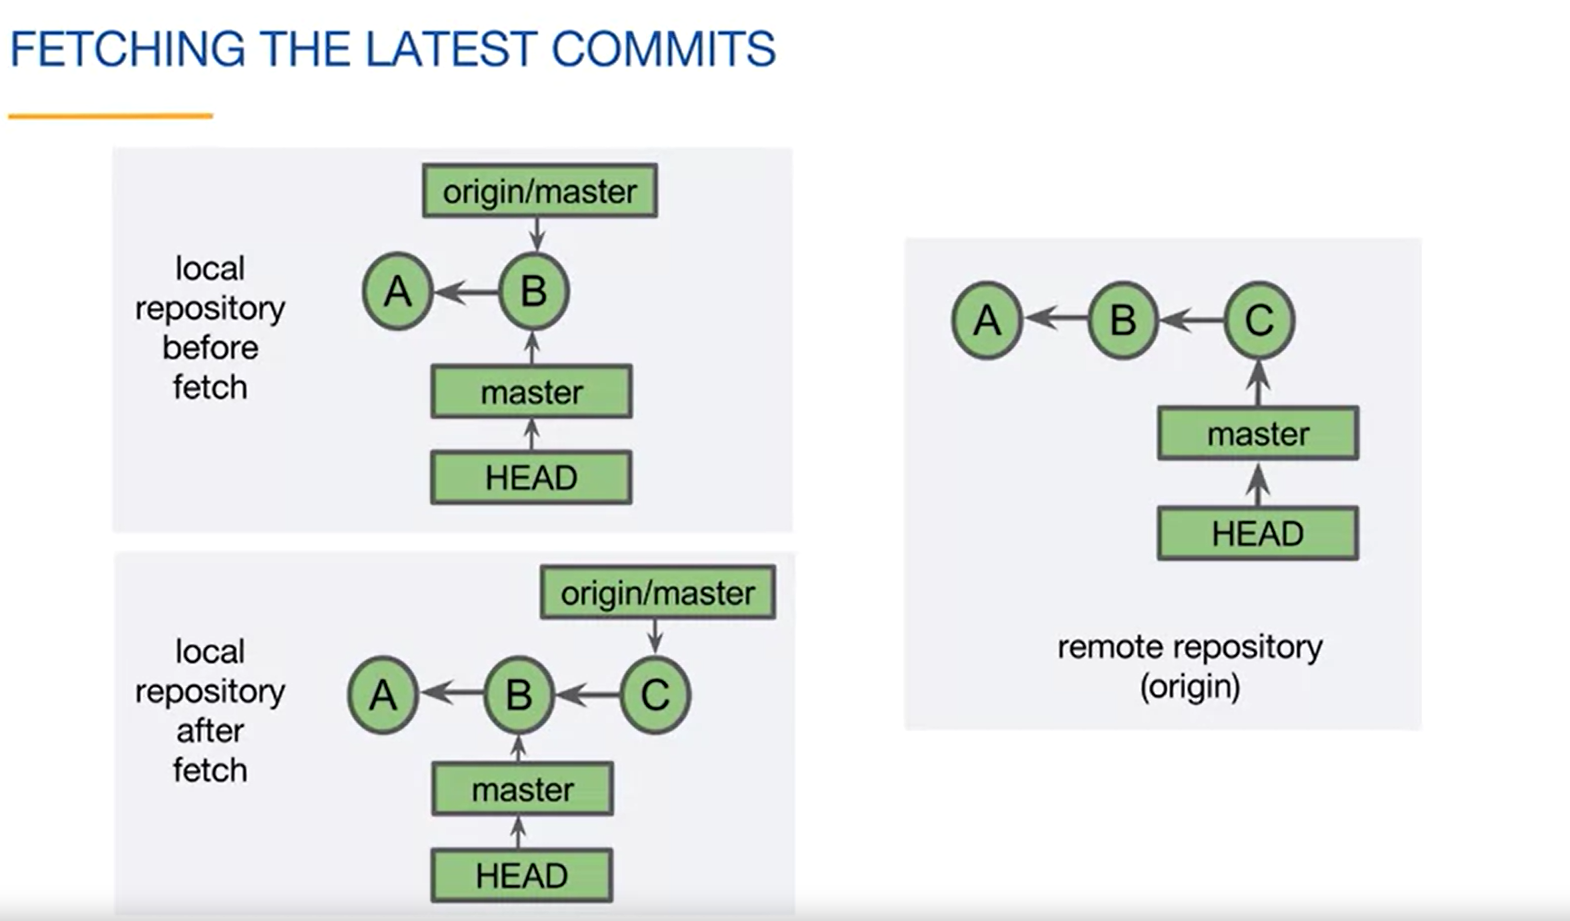 FETCHING THE LATEST COMMITS
origin/master
local
repository
before
fetch
A
B
master
HEAD
origin/master
local
repository
after
fetch
A
B
C
master
HEAD
A
B
C
master
HEAD
remote repository
(origin)